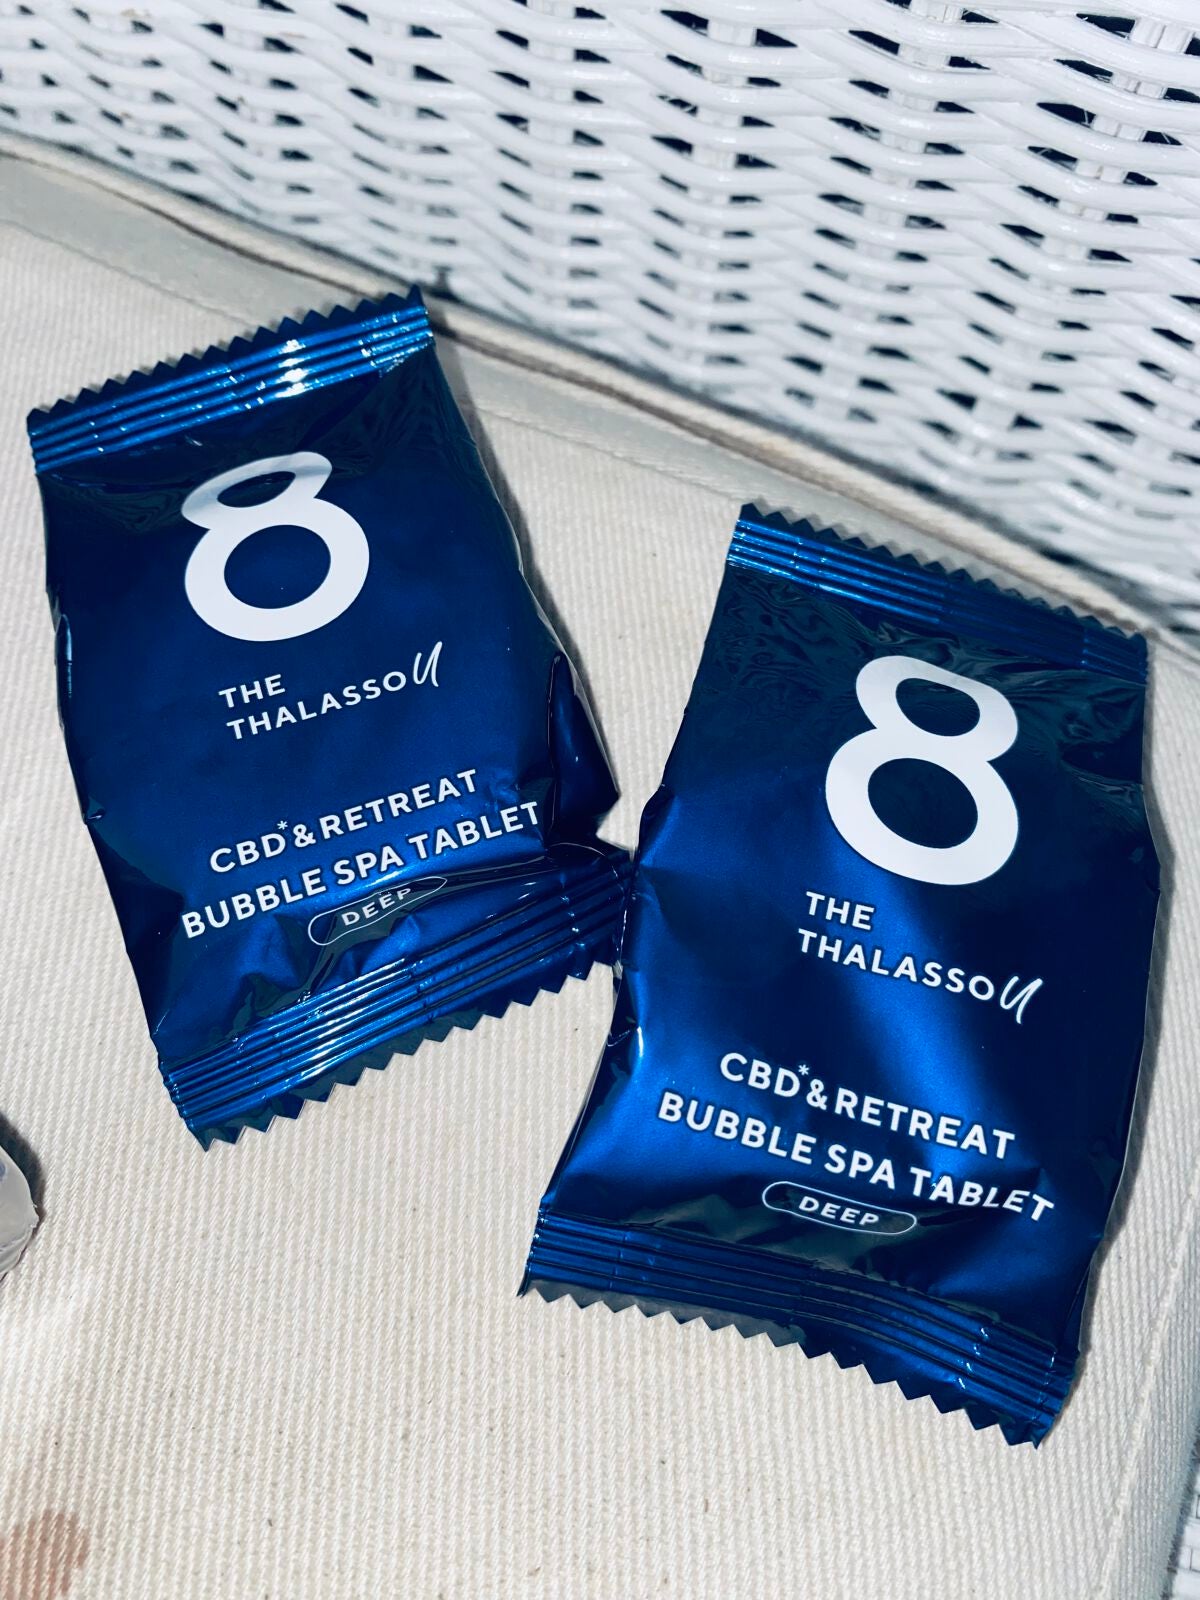 8
THE
THALASSO U
CBD*&RETREAT
BUBBLE SPA TABLET
DEEP
8
THE
THALASSO U
CBD*&RETREAT
BUBBLE SPA TABLET
DEEP